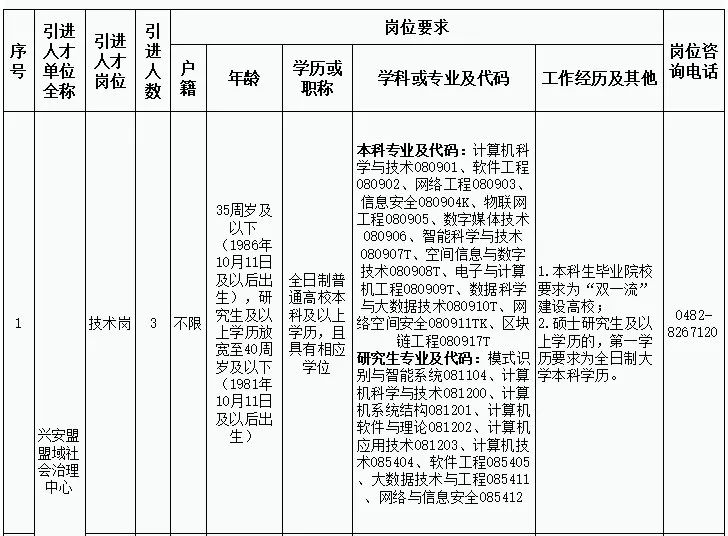 序
号
引进
人才
单位
全称
引进
人才
岗位
引
进
人
数
岗位要求
户
籍
年龄
学历或
职称
学科或专业及代码
工作经历及其他
岗位咨
询电话
1
兴安盟
盟域社
会治理
中心
技术岗
3
不限
35周岁及
以下
（1986年
10月11日
及以后出
生），研
究生及以
上学历放
宽至40周
岁及以下
（1981年
10月11日
及以后出
生）
全日制普
通高校本
科及以上
学历，且
具有相应
学位
本科专业及代码：计算机科
学与技术080901、软件工程
080902、网络工程080903、
信息安全080904K、物联网
工程080905、数字媒体技术
080906、智能科学与技术
080907T、空间信息与数字
技术080908T、电子与计算
机工程080909T、数据科学
与大数据技术080910T、网
络空间安全080911TK、区块
链工程080917T
研究生专业及代码：模式识
别与智能系统081104、计算
机科学与技术081200、计算
机系统结构081201、计算机
软件与理论081202、计算机
应用技术081203、计算机技
术085404、软件工程085405
、大数据技术与工程085411
、网络与信息安全085412
1.本科生毕业院校
要求为“双一流”
建设高校；
2.硕士研究生及以
上学历的，第一学
历要求为全日制大
学本科学历。
0482-
8267120